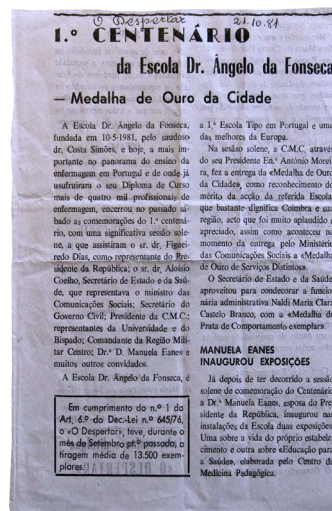 O Despertar 21.10.81
1.º CENTENÁRIO
da Escola Dr. Ângelo da Fonseca
— Medalha de Ouro da Cidade
A Escola Dr. Ângelo da Fonseca,
fundada em 10-5-1981, pelo saudoso
dr. Costa Simões, e hoje, a mais im-
portante no panorama do ensino da
enfermagem em Portugal e de onde já
usufruiram o seu Diploma de Curso
mais de quatro mil profissionais de
enfermagem, encerrou no passado sá-
bado as comemorações do 1.º centená-
rio, com uma significativa sessão sole-
ne, a que assistiram o sr. dr. Figuei-
redo Dias, como representante do Pre-
sidente da República; o sr. dr. Aloísio
Coelho, Secretário de Estado e da Saú-
de, que representava o ministro das
Comunicações Sociais; Secretário do
Governo Civil; Presidente da C.M.C.;
representantes da Universidade e do
Bispado; Comandante da Região Mili-
tar Centro; Dr.ª D. Manuela Eanes e
muitos outros convidados.
A Escola Dr. Ângelo da Fonseca, é
Em cumprimento do n.º 1 do
Art. 6.º do Dec.-Lei nº 645/76,
o «O Despertar», teve, durante o
mês de Setembro pr.º passado, a
tiragem média de 13.500 exem-
plares.
a 1.ª Escola Tipo em Portugal e uma
das melhores da Europa.
Na sessão solene, a C.M.C. através
do seu Presidente En.º António Morei
ra, fez a entrega da «Medalha de Ouro
da Cidade», como reconhecimento do
mérito da acção da referida Escola
que bastante dignifica Coimbra e sua
região, acto que foi muito aplaudido e
apreciado, assim como aconteceu no
momento da entrega pelo Ministério
das Comunicações Sociais a «Medalha
de Ouro de Serviços Distintos».
O Secretário de Estado e da Saúde
aproveitou para condecorar a funcio-
nária administrativa Naldi Maria Clara
Castelo Branco, com a «Medalha de
Prata de Comportamento exemplar».
MANUELA EANES
INAUGUROU EXPOSIÇÕES
Já depois de ter decorrido a sessão
solene de comemoração do Centenário
a Dr.ª Manuela Eanes, esposa do Pre
sidente da República, inaugurou nas
instalações da Escola duas exposições
Uma sobre a vida do próprio estabele
cimento e outra sobre «Educação para
a Saúde», elaborada pelo Centro de
Medicina Pedagógica.